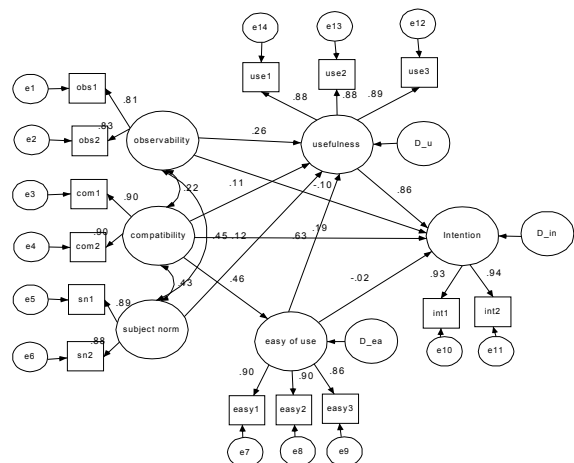 e14
e13
e12
use1
use2
use3
.88
.88
.89
e1
obs1
.81
e2
obs2
.83
observability
.26
usefulness
D_u
.22
.11
-.10
.86
e3
com1
.90
e4
com2
.90
compatibility
.45
.12
.63
.19
Intention
D_in
.43
.46
-.02
.93
.94
e5
sn1
.89
e6
sn2
.88
subject norm
int1
int2
e10
e11
easy of use
D_ea
.90
.90
.86
easy1
easy2
easy3
e7
e8
e9